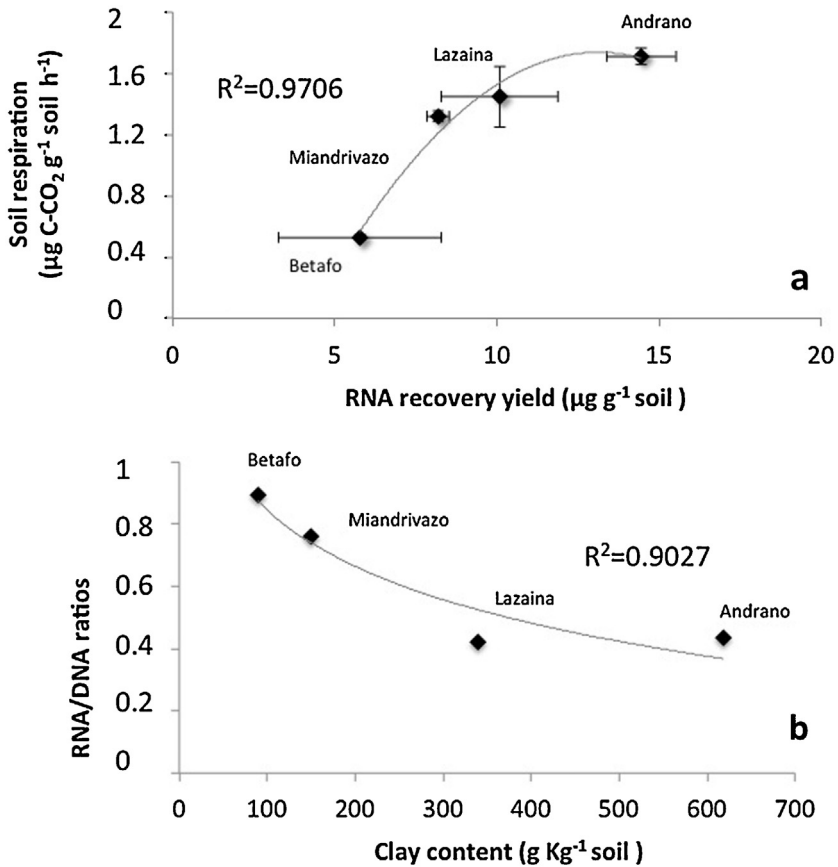 2
1.6
1.2
0.8
0.4
0
Soil respiration
(µg C-CO2 g-1 soil h-1)
R2=0.9706
Andrano
Lazaina
Miandrivazo
Betafo
a
0 5 10 15 20
RNA recovery yield (µg g-1 soil )
1
0.8
0.6
0.4
0.2
0
RNA/DNA ratios
Betafo
Miandrivazo
R2=0.9027
Lazaina
Andrano
b
0 100 200 300 400 500 600 700
Clay content (g Kg-1 soil )